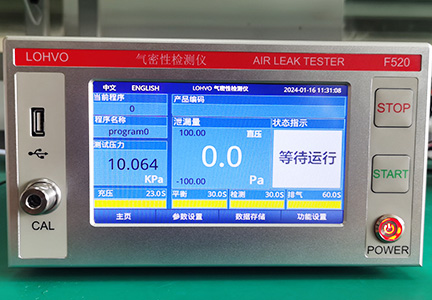 LOHVO 气密性检测仪 AIR LEAK TESTER F520
中文 ENGLISH LOHVO 气密性检测仪 2024-01-16 11:31:08
当前程序 产品编码
0
程序名称 泄漏量 状态指示
program0 100.00 直压
测试压力 0.0 等待运行
10.064 Pa
KPa -100.00
充压 23.0S 平衡 30.0S 检测 30.0S 排气 60.0S
主页 参数设置 数据存储 功能设置
STOP
START
CAL
POWER